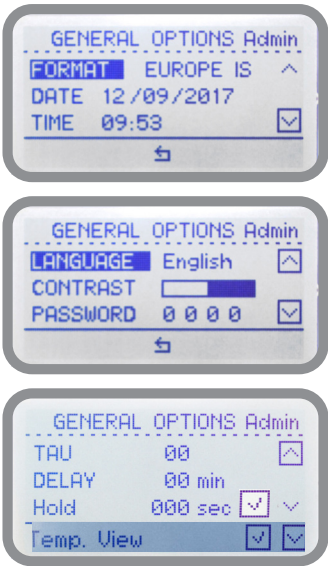 GENERAL OPTIONS Admin
FORMAT EUROPE IS
DATE 12/09/2017
TIME 09:53
GENERAL OPTIONS Admin
LANGUAGE English
CONTRAST
PASSWORD 0 0 0 0
GENERAL OPTIONS Admin
TAU 00
DELAY 00 min
Hold 000 sec
Temp. View